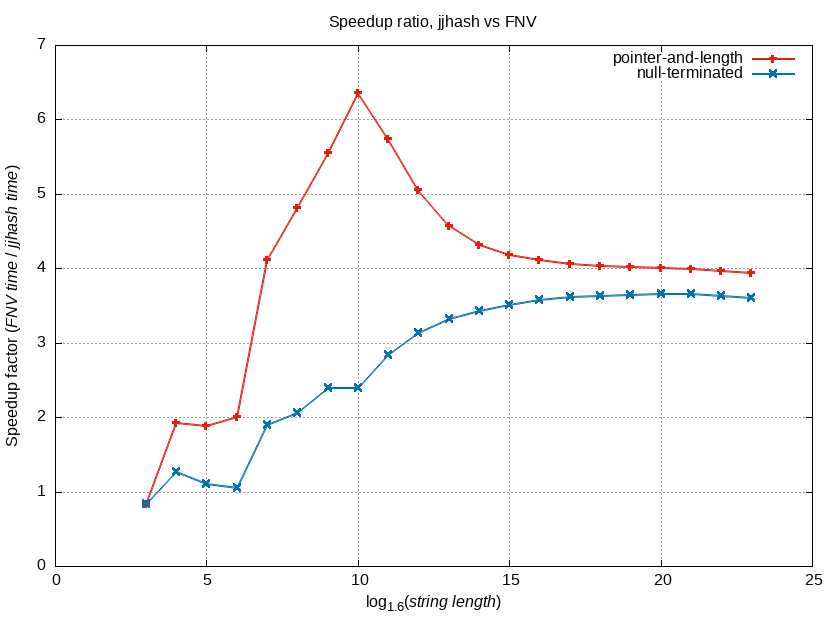 Speedup ratio, jjhash vs FNV
7
6
5
4
3
2
1
0
pointer-and-length
null-terminated
Speedup factor (FNV time / jjhash time)
0 5 10 15 20 25
log1.6(string length)